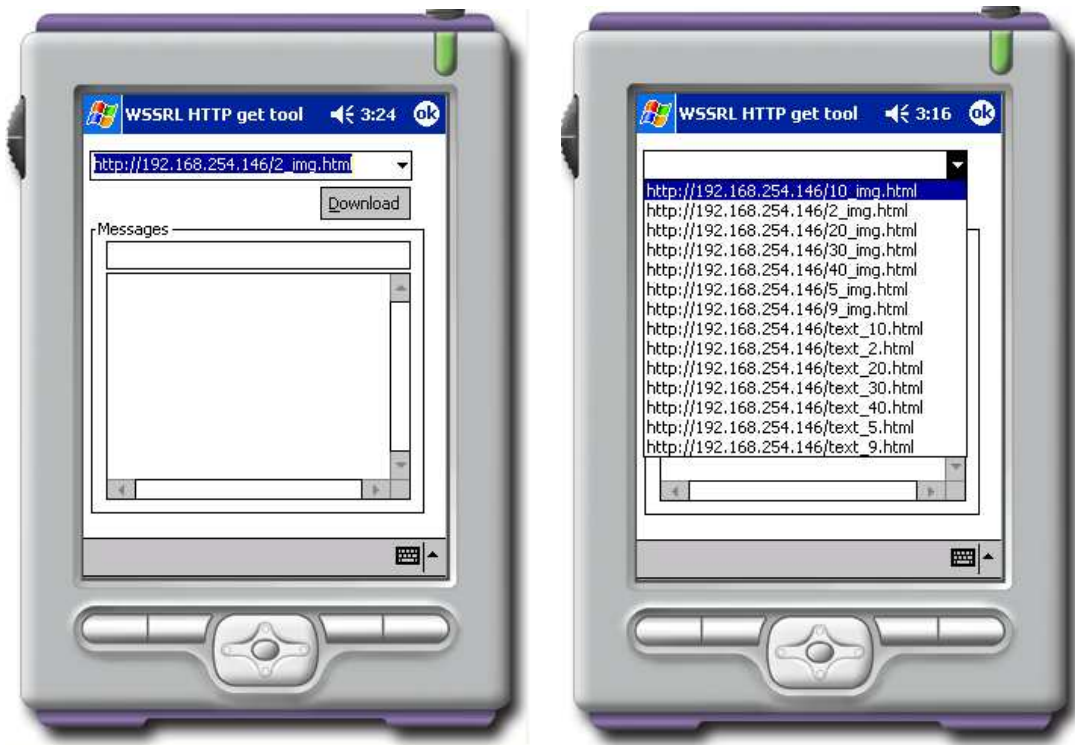 WSSRL HTTP get tool 3:24 ok
http://192.168.254.146/2_img.html
Download
Messages
WSSRL HTTP get tool 3:16 ok
http://192.168.254.146/10_img.html
http://192.168.254.146/2_img.html
http://192.168.254.146/20_img.html
http://192.168.254.146/30_img.html
http://192.168.254.146/40_img.html
http://192.168.254.146/5_img.html
http://192.168.254.146/9_img.html
http://192.168.254.146/text_10.html
http://192.168.254.146/text_2.html
http://192.168.254.146/text_20.html
http://192.168.254.146/text_30.html
http://192.168.254.146/text_40.html
http://192.168.254.146/text_5.html
http://192.168.254.146/text_9.html